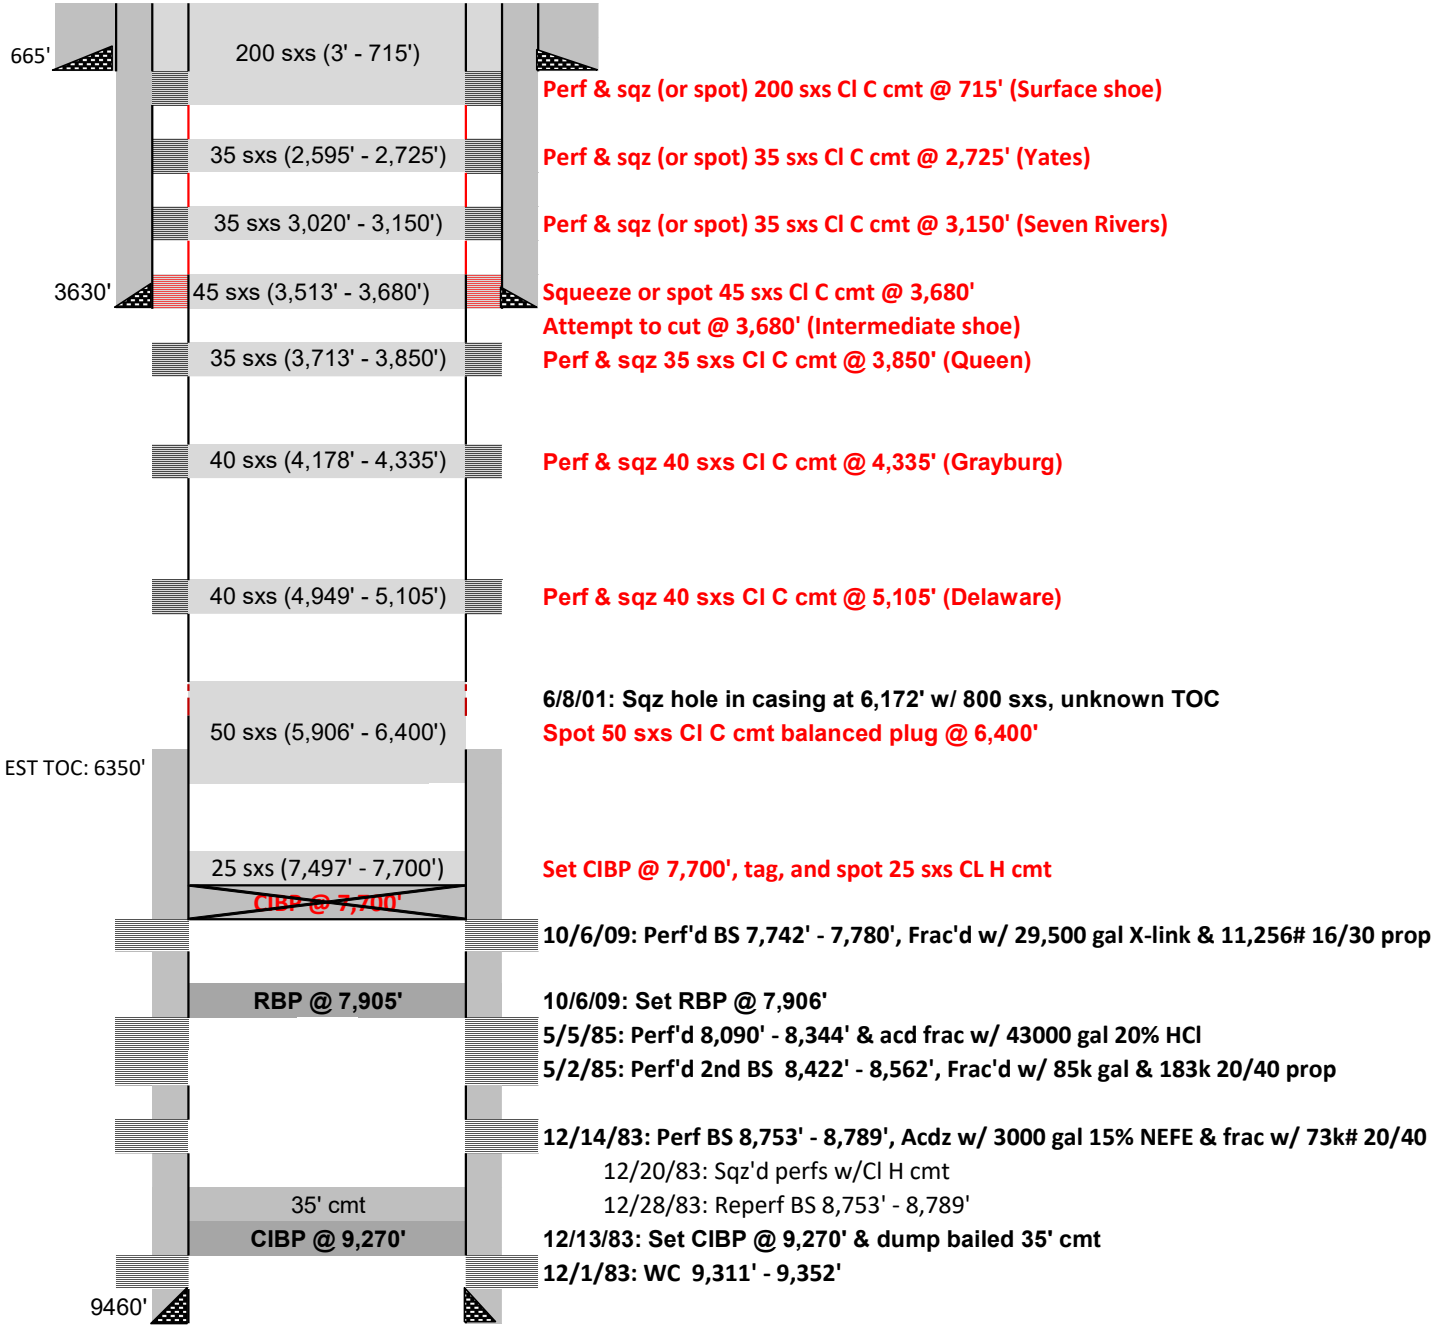 665'
200 sxs (3' - 715')
Perf & sqz (or spot) 200 sxs Cl C cmt @ 715' (Surface shoe)
35 sxs (2,595' - 2,725')
Perf & sqz (or spot) 35 sxs Cl C cmt @ 2,725' (Yates)
35 sxs 3,020' - 3,150')
Perf & sqz (or spot) 35 sxs Cl C cmt @ 3,150' (Seven Rivers)
3630'
45 sxs (3,513' - 3,680')
Squeeze or spot 45 sxs Cl C cmt @ 3,680'
Attempt to cut @ 3,680' (Intermediate shoe)
35 sxs (3,713' - 3,850')
Perf & sqz 35 sxs Cl C cmt @ 3,850' (Queen)
40 sxs (4,178' - 4,335')
Perf & sqz 40 sxs Cl C cmt @ 4,335' (Grayburg)
40 sxs (4,949' - 5,105')
Perf & sqz 40 sxs Cl C cmt @ 5,105' (Delaware)
6/8/01: Sqz hole in casing at 6,172' w/ 800 sxs, unknown TOC
50 sxs (5,906' - 6,400')
Spot 50 sxs Cl C cmt balanced plug @ 6,400'
EST TOC: 6350'
25 sxs (7,497' - 7,700')
Set CIBP @ 7,700', tag, and spot 25 sxs CL H cmt
CIBP @ 7,700'
10/6/09: Perf'd BS 7,742' - 7,780', Frac'd w/ 29,500 gal X-link & 11,256# 16/30 prop
RBP @ 7,905'
10/6/09: Set RBP @ 7,906'
5/5/85: Perf'd 8,090' - 8,344' & acd frac w/ 43000 gal 20% HCl
5/2/85: Perf'd 2nd BS  8,422' - 8,562', Frac'd w/ 85k gal & 183k 20/40 prop
12/14/83: Perf BS 8,753' - 8,789', Acdz w/ 3000 gal 15% NEFE & frac w/ 73k# 20/40
12/20/83: Sqz'd perfs w/Cl H cmt
35' cmt
12/28/83: Reperf BS 8,753' - 8,789'
CIBP @ 9,270'
12/13/83: Set CIBP @ 9,270' & dump bailed 35' cmt
12/1/83: WC  9,311' - 9,352'
9460'